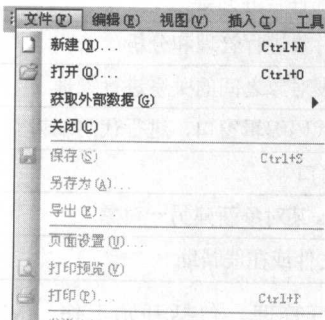 文件(F) 编辑(E) 视图(V) 插入(I) 工具
新建(N)... Ctrl+N
打开(O)... Ctrl+O
获取外部数据(G)
关闭(C)
保存(S) Ctrl+S
另存为(A)...
导出(E)...
页面设置(U)...
打印预览(V)
打印(P)... Ctrl+P